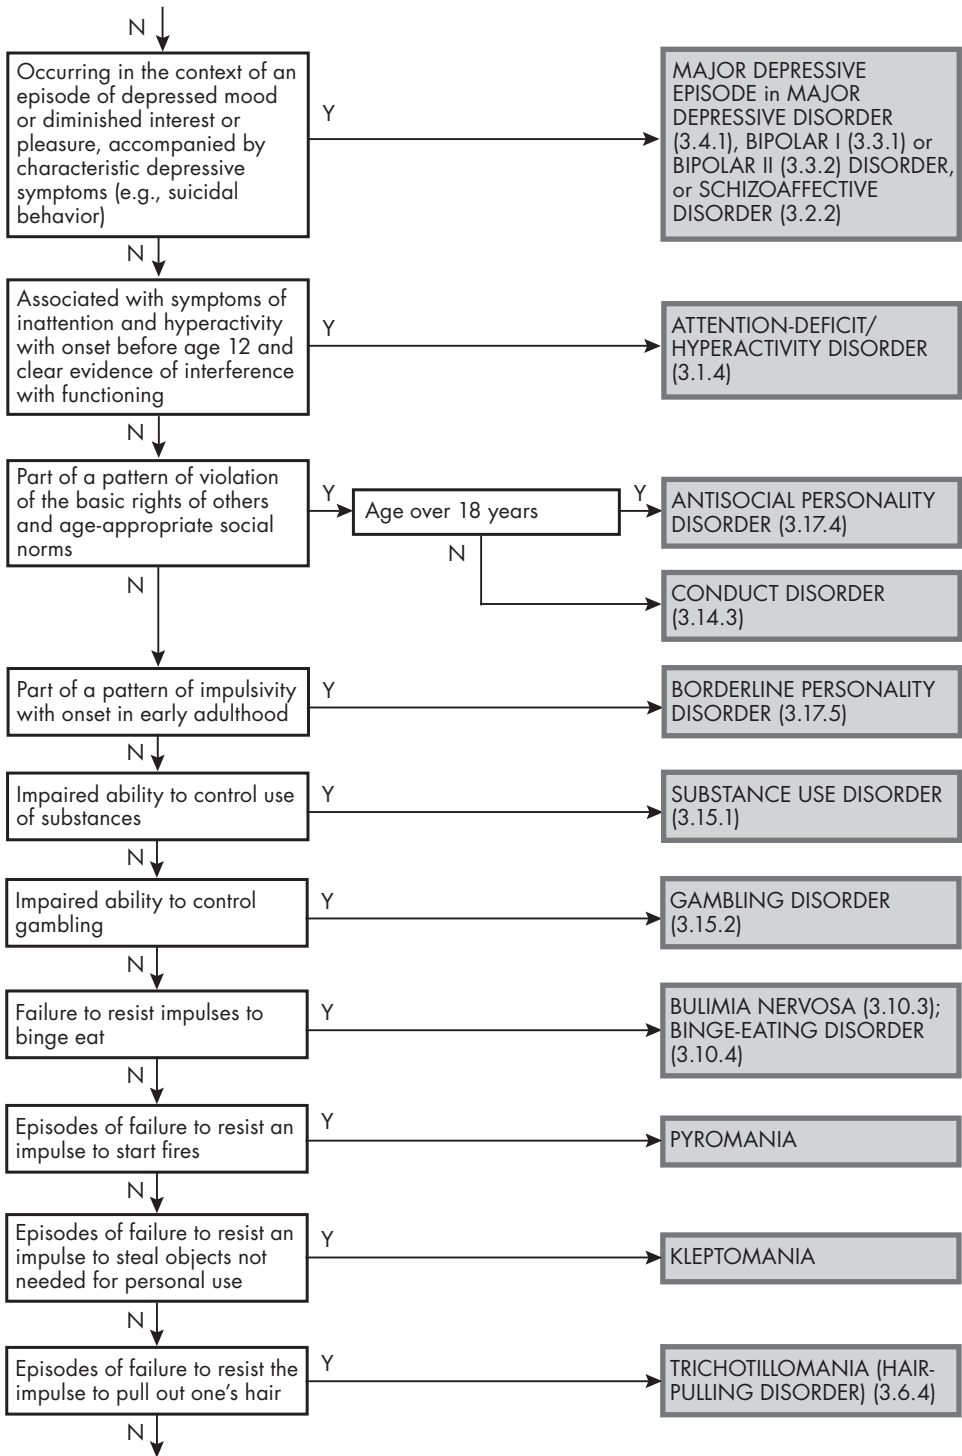 N
Occurring in the context of an
episode of depressed mood
or diminished interest or
pleasure, accompanied by
characteristic depressive
symptoms (e.g., suicidal
behavior)
Y
MAJOR DEPRESSIVE
EPISODE in MAJOR
DEPRESSIVE DISORDER
(3.4.1), BIPOLAR I (3.3.1) or
BIPOLAR II (3.3.2) DISORDER,
or SCHIZOAFFECTIVE
DISORDER (3.2.2)
N
Associated with symptoms of
inattention and hyperactivity
with onset before age 12 and
clear evidence of interference
with functioning
Y
ATTENTION-DEFICIT/
HYPERACTIVITY DISORDER
(3.1.4)
N
Part of a pattern of violation
of the basic rights of others
and age-appropriate social
norms
Y
Age over 18 years
Y
ANTISOCIAL PERSONALITY
DISORDER (3.17.4)
N
CONDUCT DISORDER
(3.14.3)
N
Part of a pattern of impulsivity
with onset in early adulthood
Y
BORDERLINE PERSONALITY
DISORDER (3.17.5)
N
Impaired ability to control use
of substances
Y
SUBSTANCE USE DISORDER
(3.15.1)
N
Impaired ability to control
gambling
Y
GAMBLING DISORDER
(3.15.2)
N
Failure to resist impulses to
binge eat
Y
BULIMIA NERVOSA (3.10.3);
BINGE-EATING DISORDER
(3.10.4)
N
Episodes of failure to resist an
impulse to start fires
Y
PYROMANIA
N
Episodes of failure to resist an
impulse to steal objects not
needed for personal use
Y
KLEPTOMANIA
N
Episodes of failure to resist the
impulse to pull out one's hair
Y
TRICHOTILLOMANIA (HAIR-
PULLING DISORDER) (3.6.4)
N